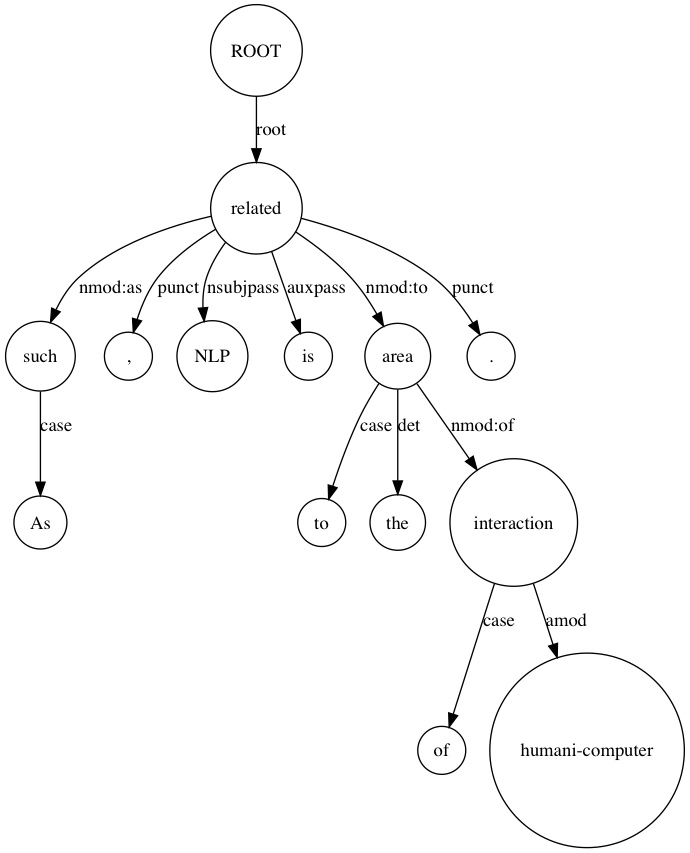 ROOT
root
related
nmod:as punct nsubjpass auxpass nmod:to punct
such , NLP is area .
case case det nmod:of
As to the interaction
case amod
of humani-computer